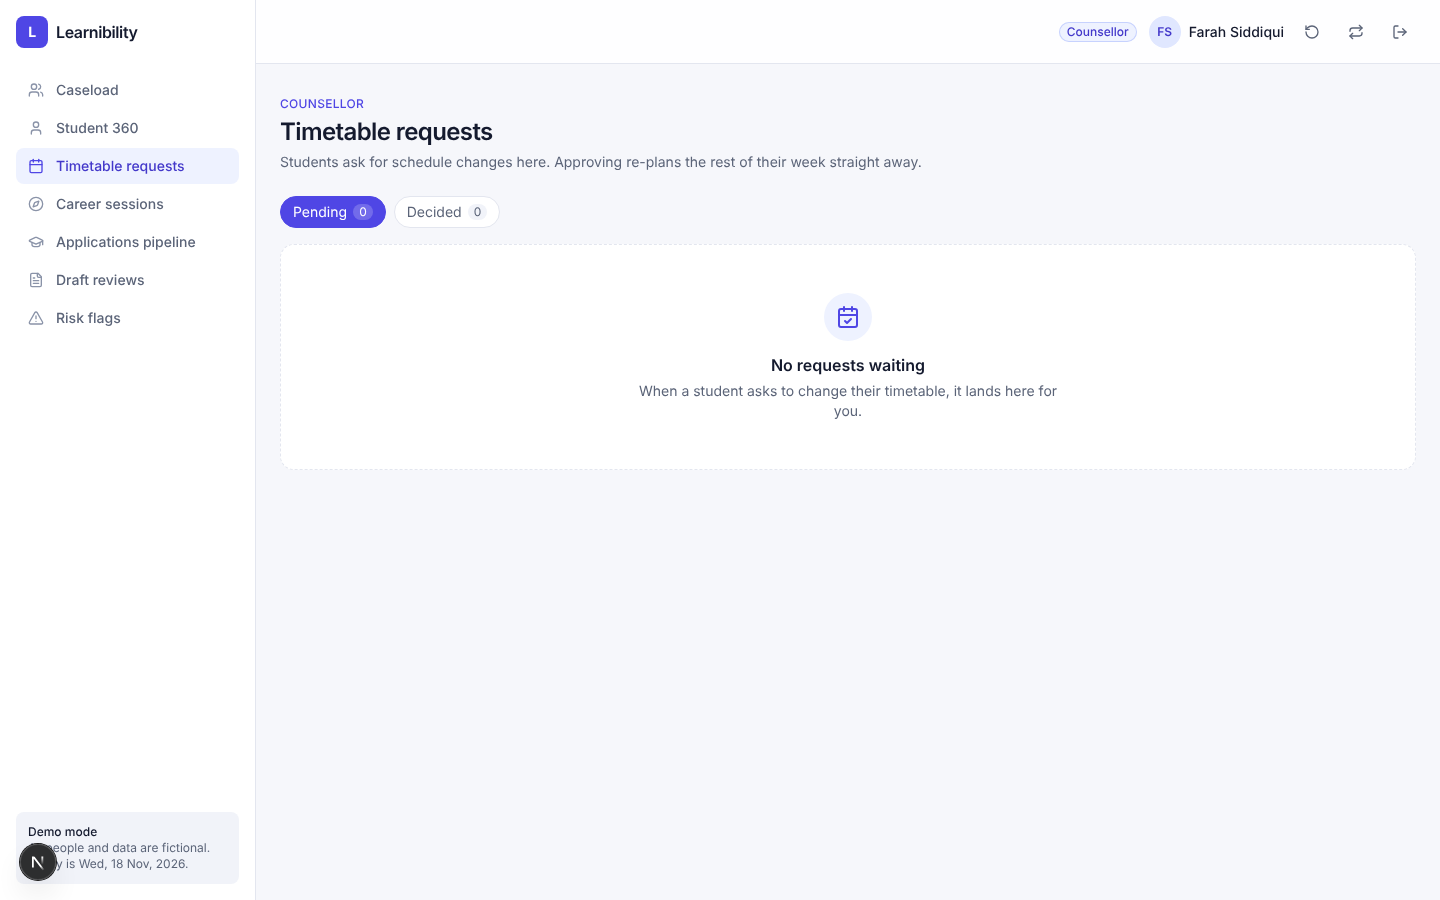 L Learnibility
Counsellor FS Farah Siddiqui
Caseload
Student 360
Timetable requests
Career sessions
Applications pipeline
Draft reviews
Risk flags
COUNSELLOR
Timetable requests
Students ask for schedule changes here. Approving re-plans the rest of their week straight away.
Pending 0 Decided 0
No requests waiting
When a student asks to change their timetable, it lands here for
you.
Demo mode
people and data are fictional.
is Wed, 18 Nov, 2026.
N